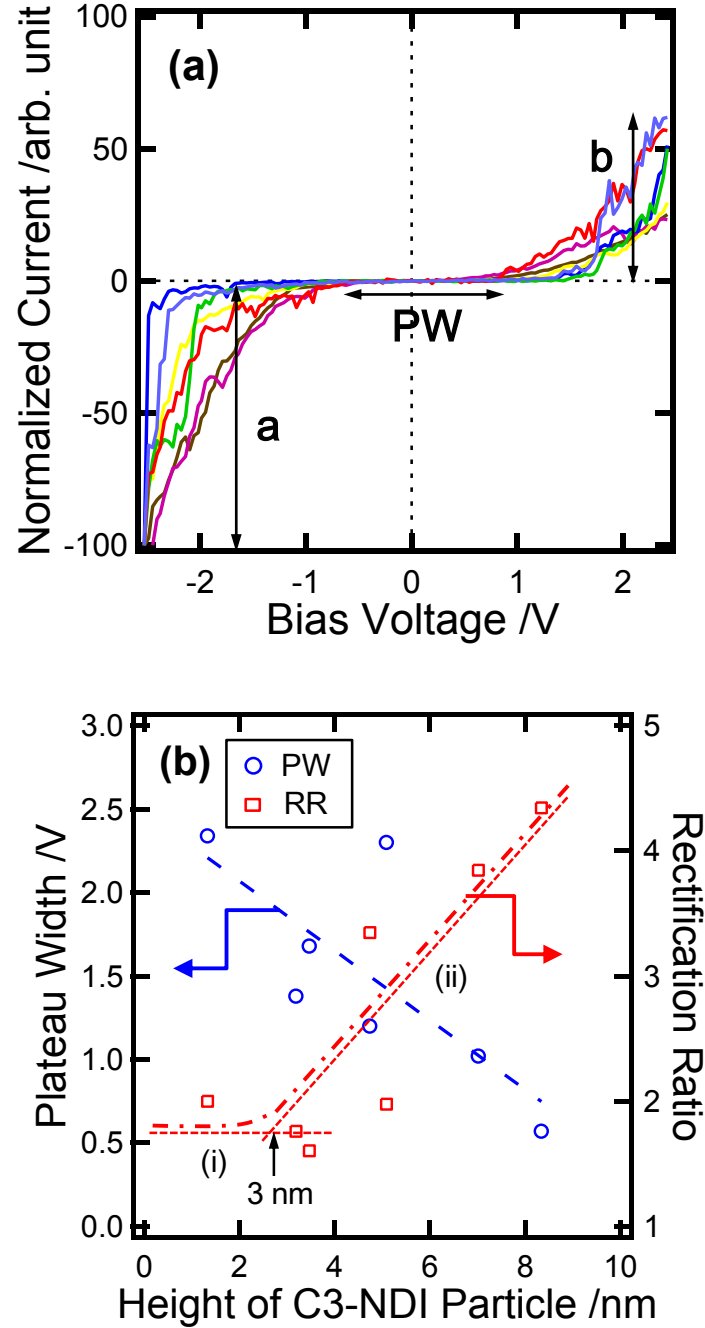 (a)
Normalized Current /arb. unit
100
50
0
-50
-100
b
PW
a
-2 -1 0 1 2
Bias Voltage /V
(b)
PW
RR
Plateau Width /V
3.0
2.5
2.0
1.5
1.0
0.5
0.0
Rectification Ratio
5
4
3
2
1
(ii)
(i)
3 nm
0 2 4 6 8 10
Height of C3-NDI Particle /nm